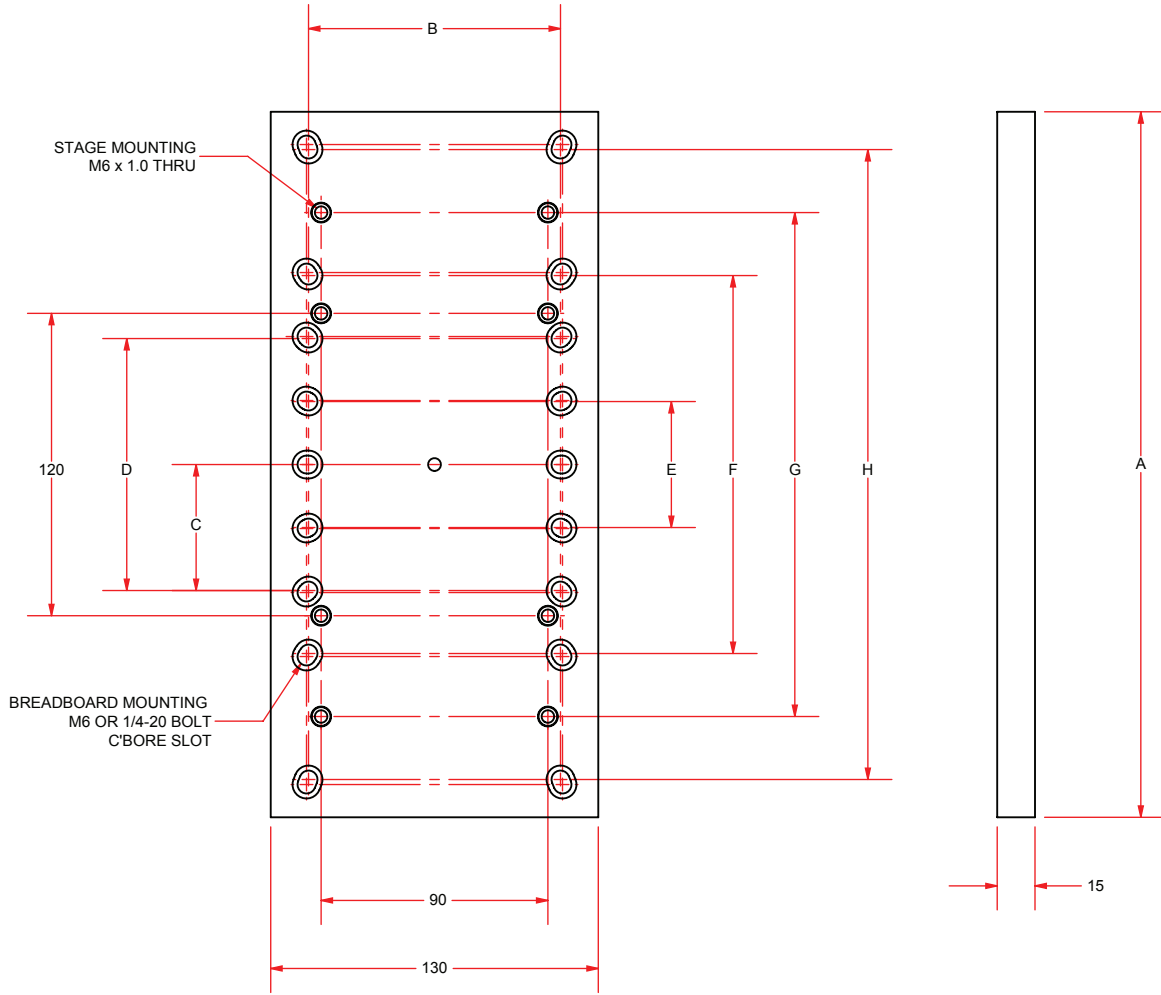 B
STAGE MOUNTING
M6 x 1.0 THRU
120
D
C
E
F
G
H
A
BREADBOARD MOUNTING
M6 OR 1/4-20 BOLT
C'BORE SLOT
90
15
130